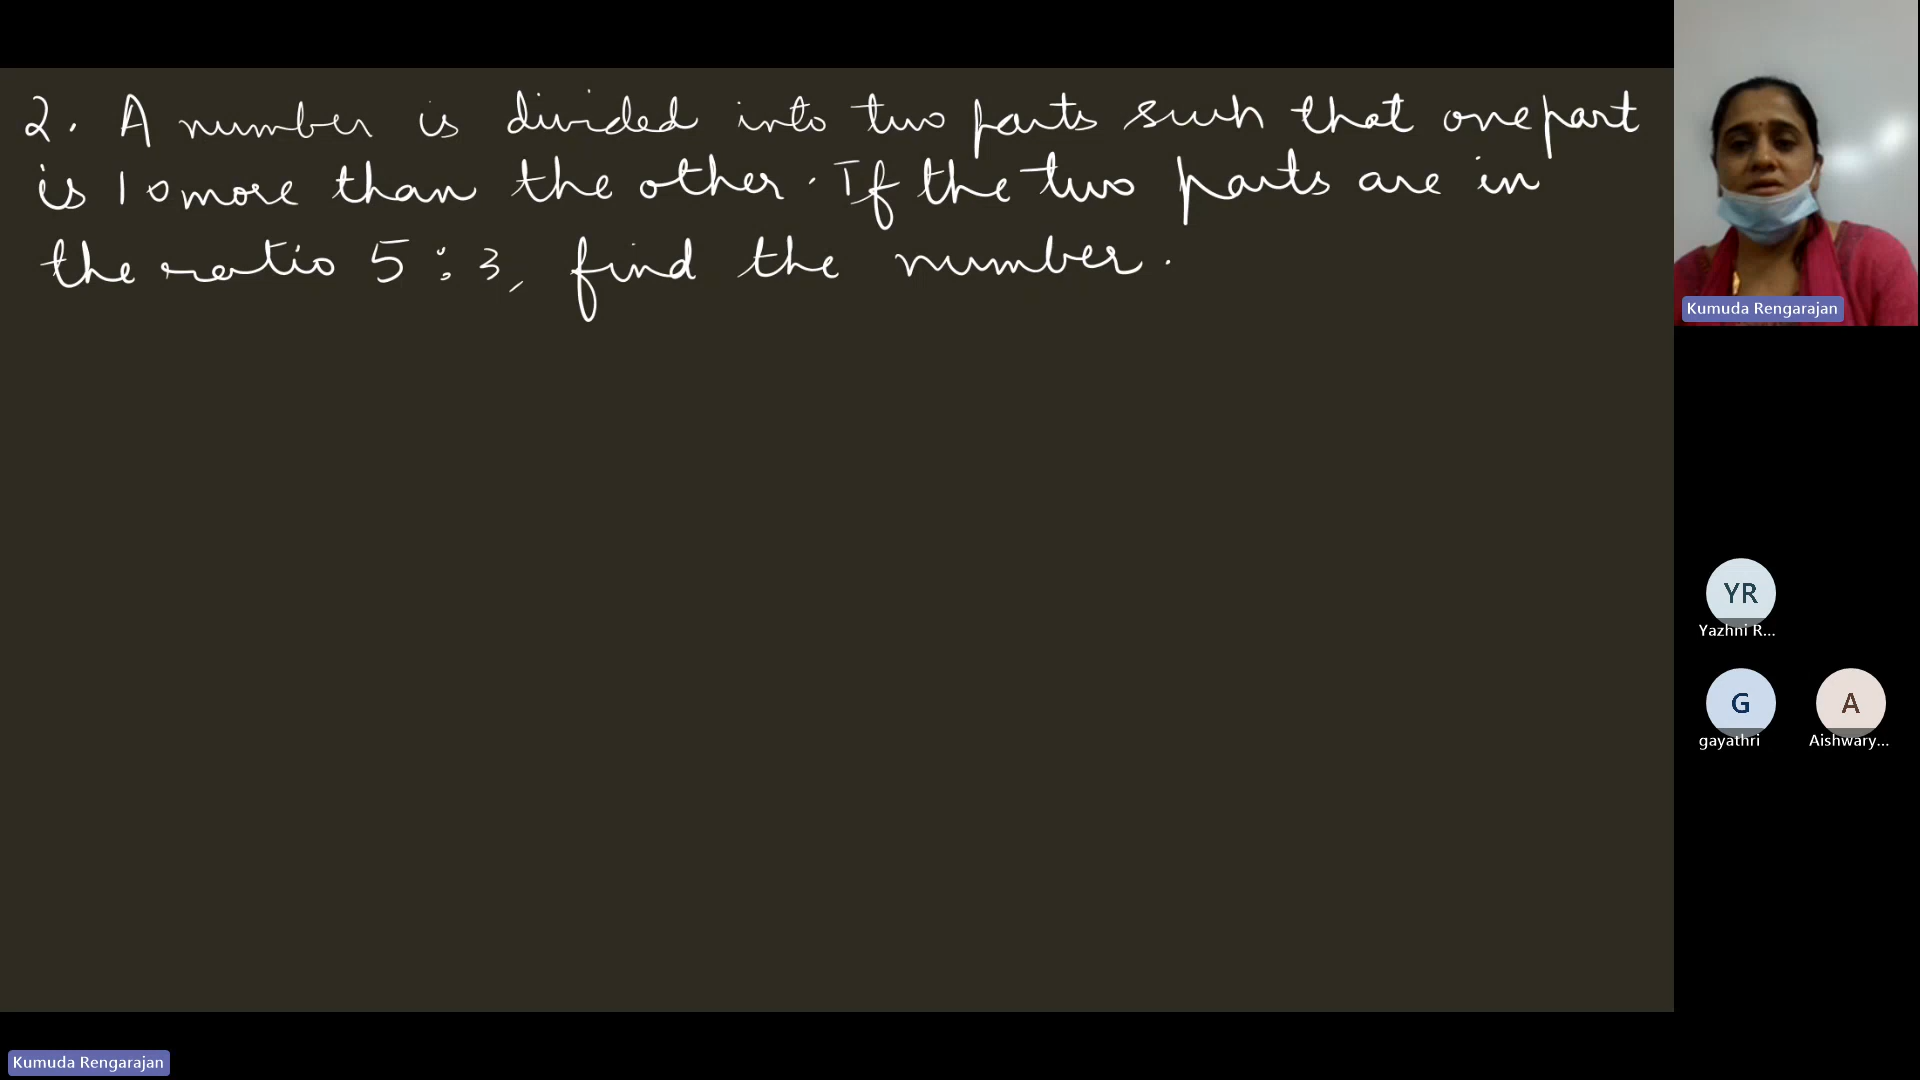 2. A number is divided into two parts such that one part
is 10 more than the other. If the two parts are in
the ratio 5:3, find the number.
Kumuda Rengarajan
YR
Yazhni R...
G
A
gayathri
Aishwary...
Kumuda Rengarajan